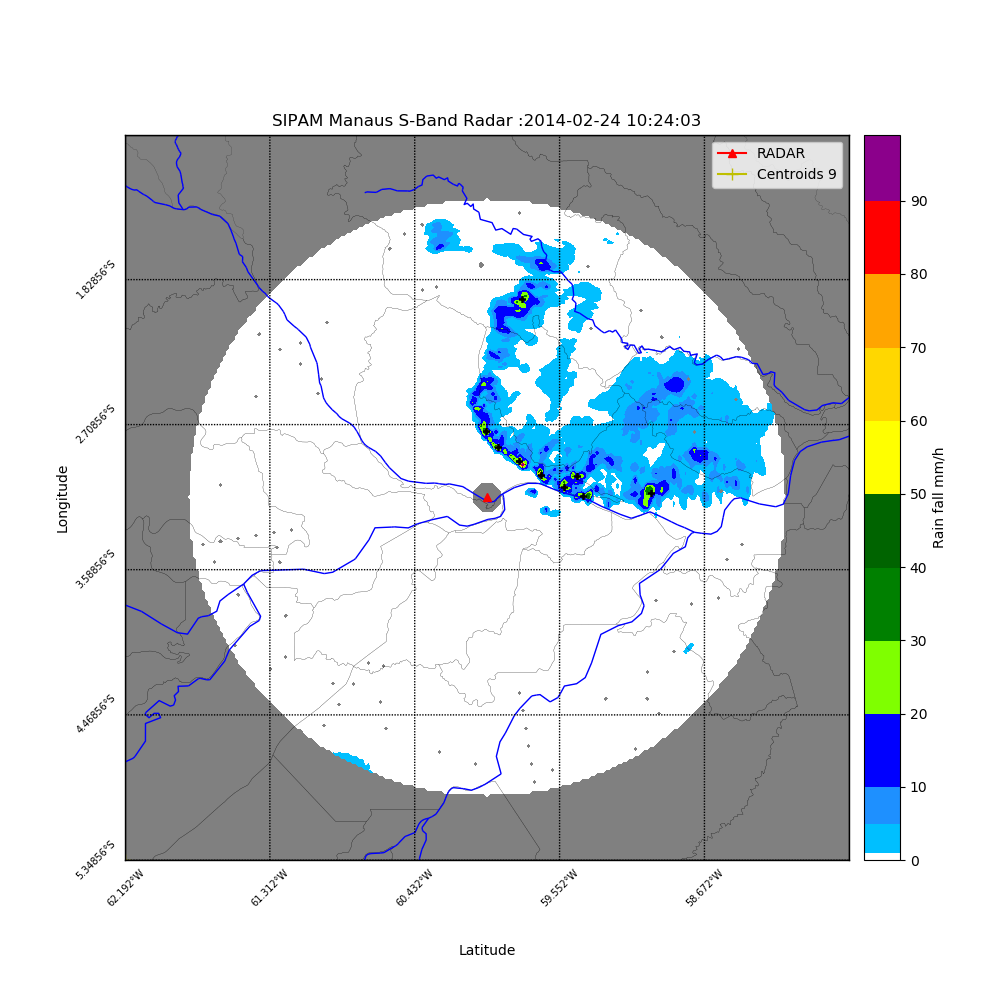 SIPAM Manaus S-Band Radar :2014-02-24 10:24:03
RADAR
Centroids 9
1.82856°S
2.70856°S
3.58856°S
4.46856°S
5.34856°S
Longitude
62.192°W
61.312°W
60.432°W
59.552°W
58.672°W
Latitude
90
80
70
60
50
40
30
20
10
0
Rain fall mm/h